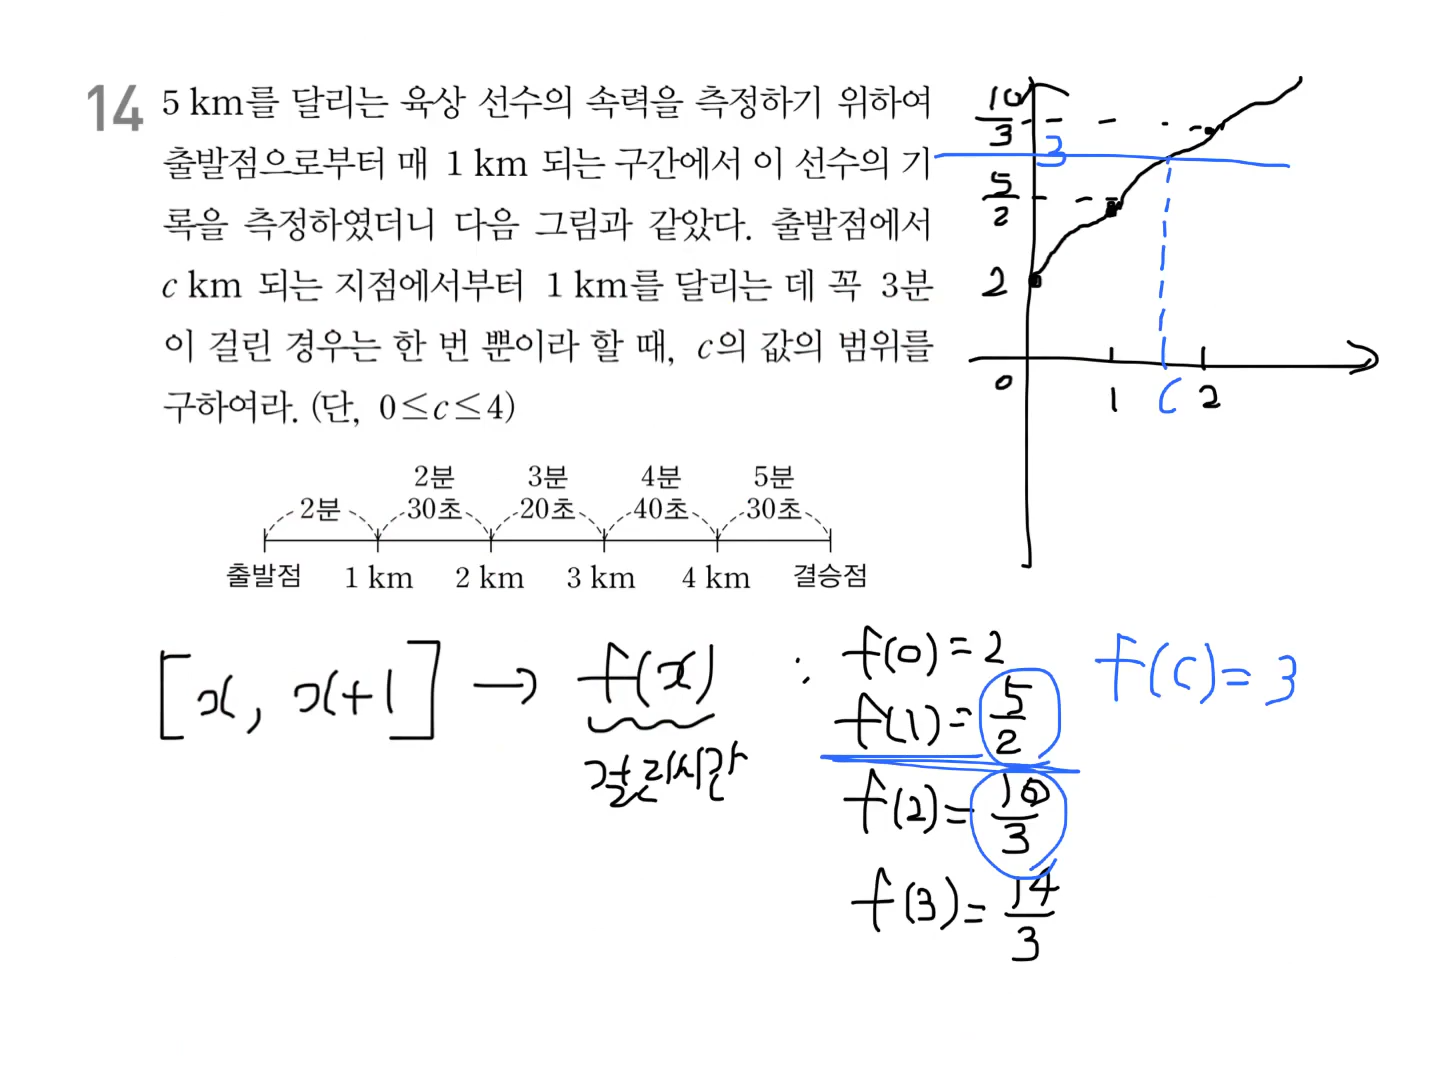 14 5 km를 달리는 육상 선수의 속력을 측정하기 위하여
출발점으로부터 매 1 km 되는 구간에서 이 선수의 기
록을 측정하였더니 다음 그림과 같았다. 출발점에서
c km 되는 지점에서부터 1 km를 달리는 데 꼭 3분
이 걸린 경우는 한 번 뿐이라 할 때, c의 값의 범위를
구하여라. (단, 0≤c≤4)
2분 2분 30초 3분 20초 4분 40초 5분 30초
출발점 1 km 2 km 3 km 4 km 결승점
10/3
3
5/2
2
0 1 c 2
[x, x+1] → f(x)
걸린시간
∴ f(0)=2
f(1)=5/2
f(2)=10/3
f(3)=14/3
f(c)=3